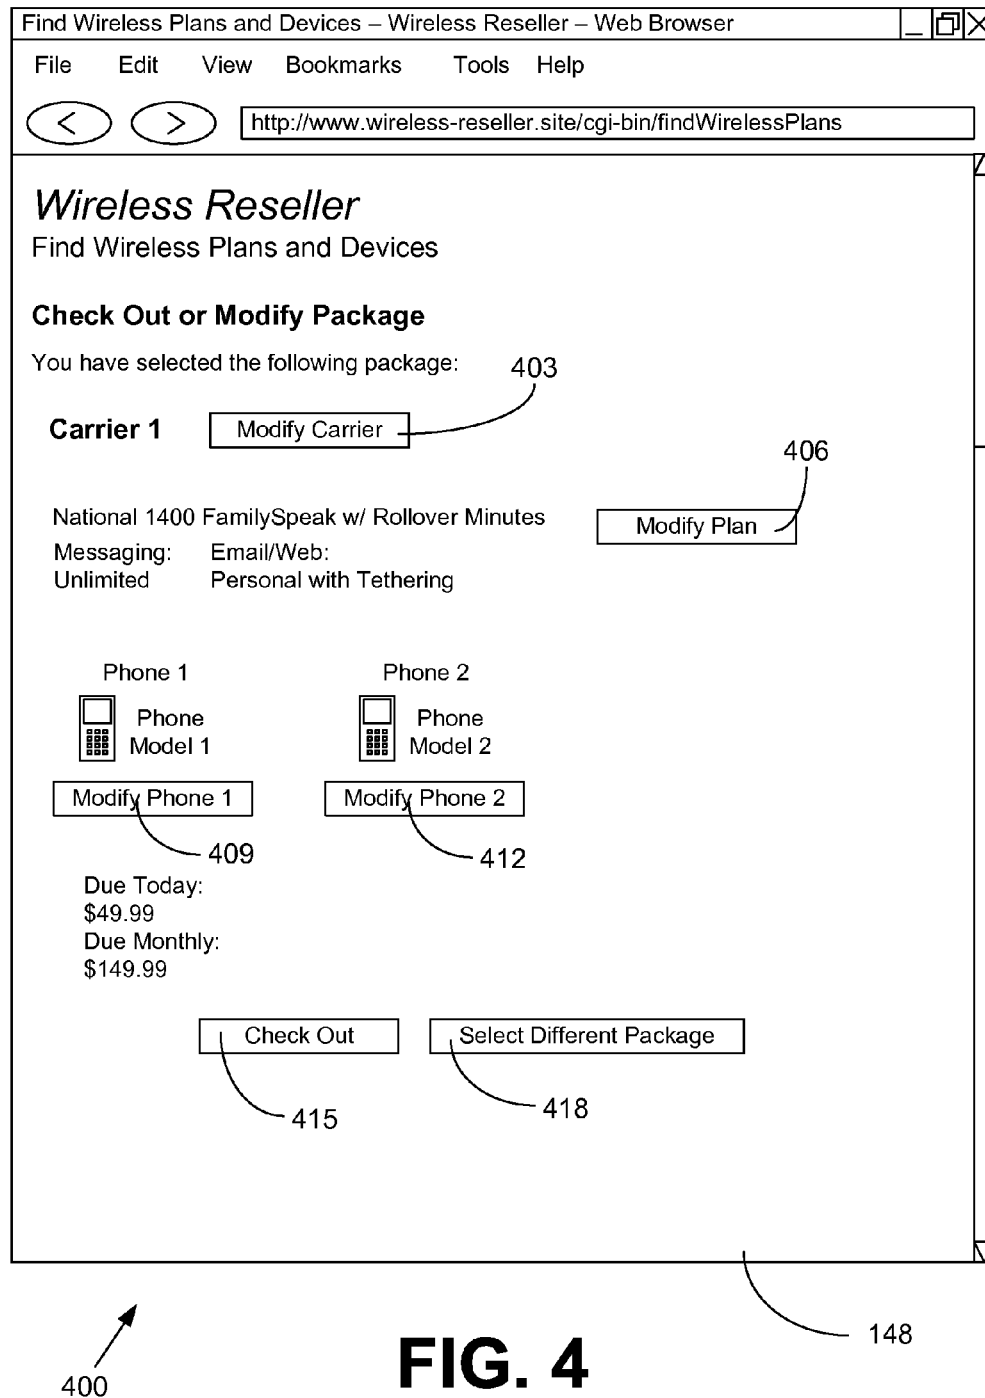 Find Wireless Plans and Devices – Wireless Reseller – Web Browser
File Edit View Bookmarks Tools Help
http://www.wireless-reseller.site/cgi-bin/findWirelessPlans
Wireless Reseller
Find Wireless Plans and Devices
Check Out or Modify Package
You have selected the following package:
403
Carrier 1 Modify Carrier
406
National 1400 FamilySpeak w/ Rollover Minutes Modify Plan
Messaging: Email/Web:
Unlimited Personal with Tethering
Phone 1 Phone 2
Phone Phone
Model 1 Model 2
Modify Phone 1 Modify Phone 2
409 412
Due Today:
$49.99
Due Monthly:
$149.99
Check Out Select Different Package
415 418
148
400
FIG. 4